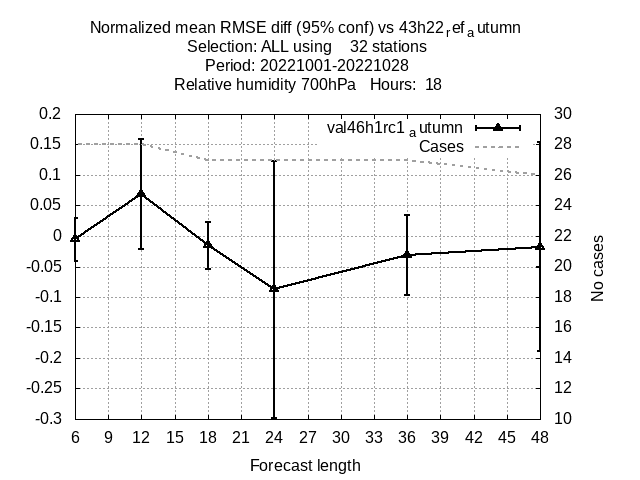 Normalized mean RMSE diff (95% conf) vs 43h22refautumn
Selection: ALL using 32 stations
Period: 20221001-20221028
Relative humidity 700hPa Hours: 18
0.2 30
val46h1rc1autumn
0.15 28
Cases
0.1 26
0.05 24
0 22
-0.05 20
-0.1 18
-0.15 16
-0.2 14
-0.25 12
-0.3 10
No cases
6 9 12 15 18 21 24 27 30 33 36 39 42 45 48
Forecast length